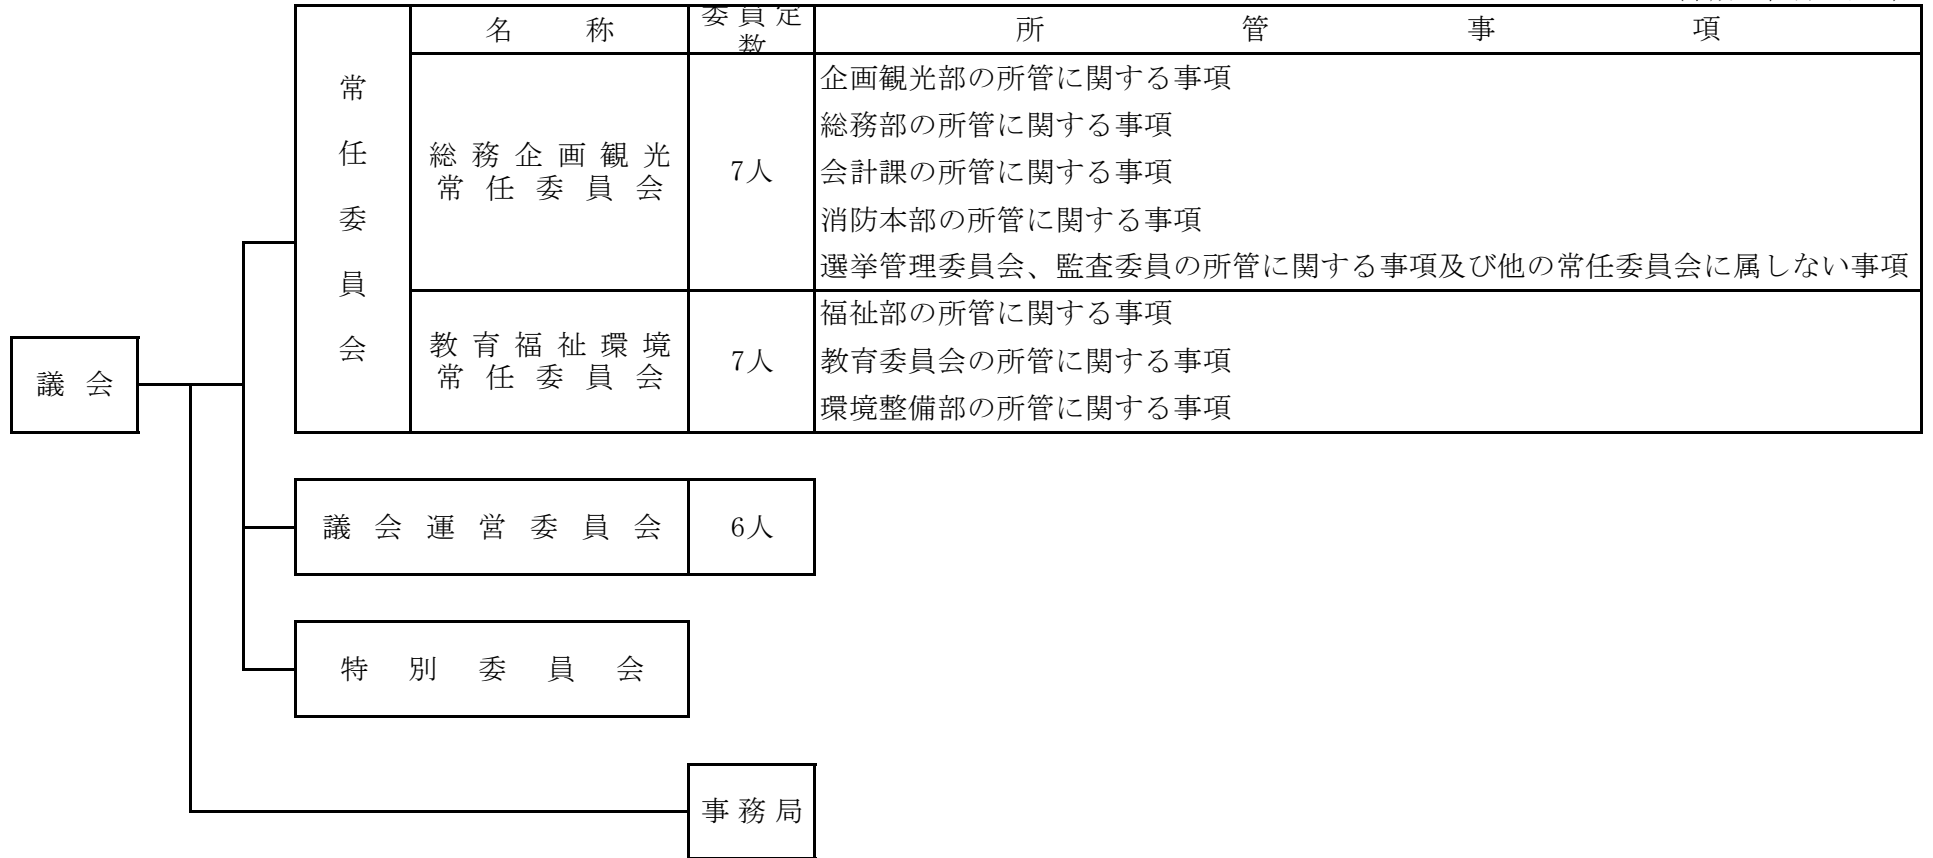 名称 委員定数 所管事項
常任委員会
総務企画観光
常任委員会
7人
企画観光部の所管に関する事項
総務部の所管に関する事項
会計課の所管に関する事項
消防本部の所管に関する事項
選挙管理委員会、監査委員の所管に関する事項及び他の常任委員会に属しない事項
教育福祉環境
常任委員会
7人
福祉部の所管に関する事項
教育委員会の所管に関する事項
環境整備部の所管に関する事項
議会
議会運営委員会 6人
特別委員会
事務局